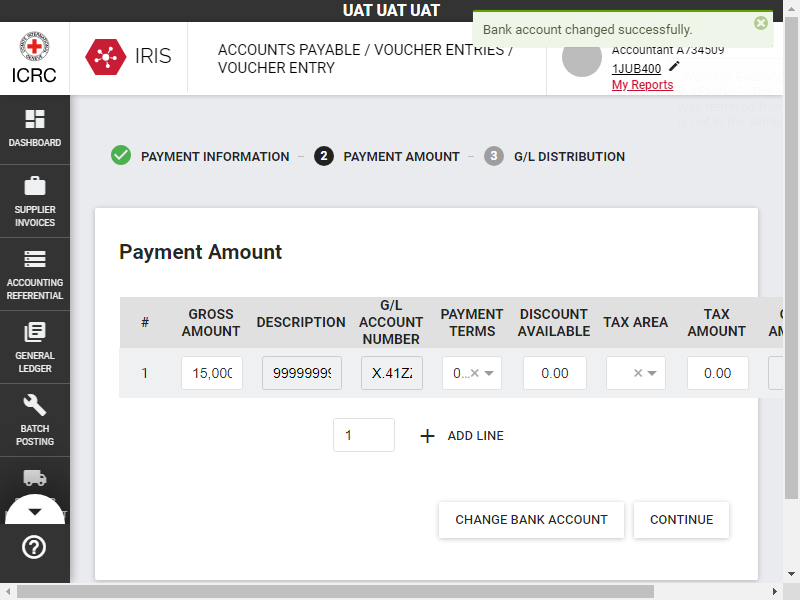 UAT UAT UAT
Bank account changed successfully.
ICRC
IRIS
ACCOUNTS PAYABLE / VOUCHER ENTRIES /
VOUCHER ENTRY
Accountant A734509
1JUB400
My Reports
DASHBOARD
SUPPLIER
INVOICES
ACCOUNTING
REFERENTIAL
GENERAL
LEDGER
BATCH
POSTING
PAYMENT INFORMATION
2 PAYMENT AMOUNT
3 G/L DISTRIBUTION
Payment Amount
# GROSS AMOUNT DESCRIPTION G/L ACCOUNT NUMBER PAYMENT TERMS DISCOUNT AVAILABLE TAX AREA TAX AMOUNT
1 15,000 99999999 X.41Z 0... 0.00 0.00
1 + ADD LINE
CHANGE BANK ACCOUNT CONTINUE